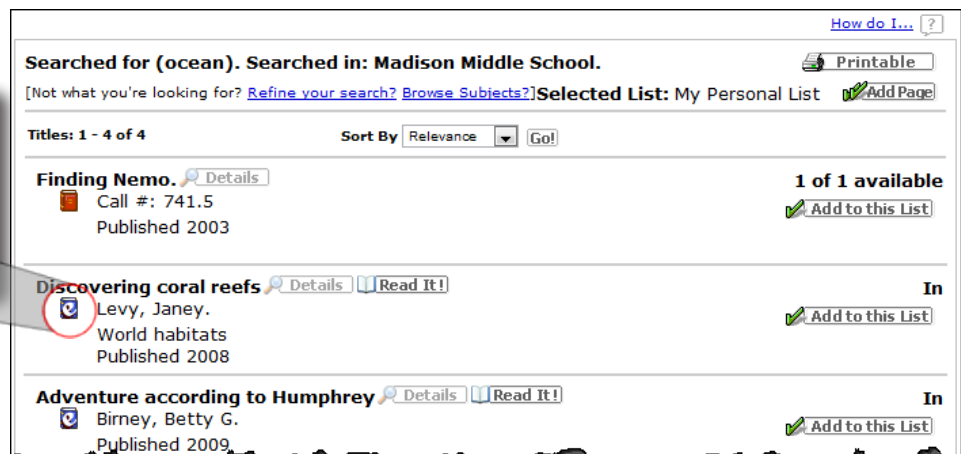 How do I... ?
Searched for (ocean). Searched in: Madison Middle School.
Printable
[Not what you're looking for? Refine your search? Browse Subjects?]Selected List: My Personal List
Add Page
Titles: 1 - 4 of 4
Sort By Relevance Go!
Finding Nemo. Details
1 of 1 available
Call #: 741.5
Add to this List
Published 2003
Discovering coral reefs Details Read It!
In
Levy, Janey.
Add to this List
World habitats
Published 2008
Adventure according to Humphrey Details Read It!
In
Birney, Betty G.
Add to this List
Published 2009